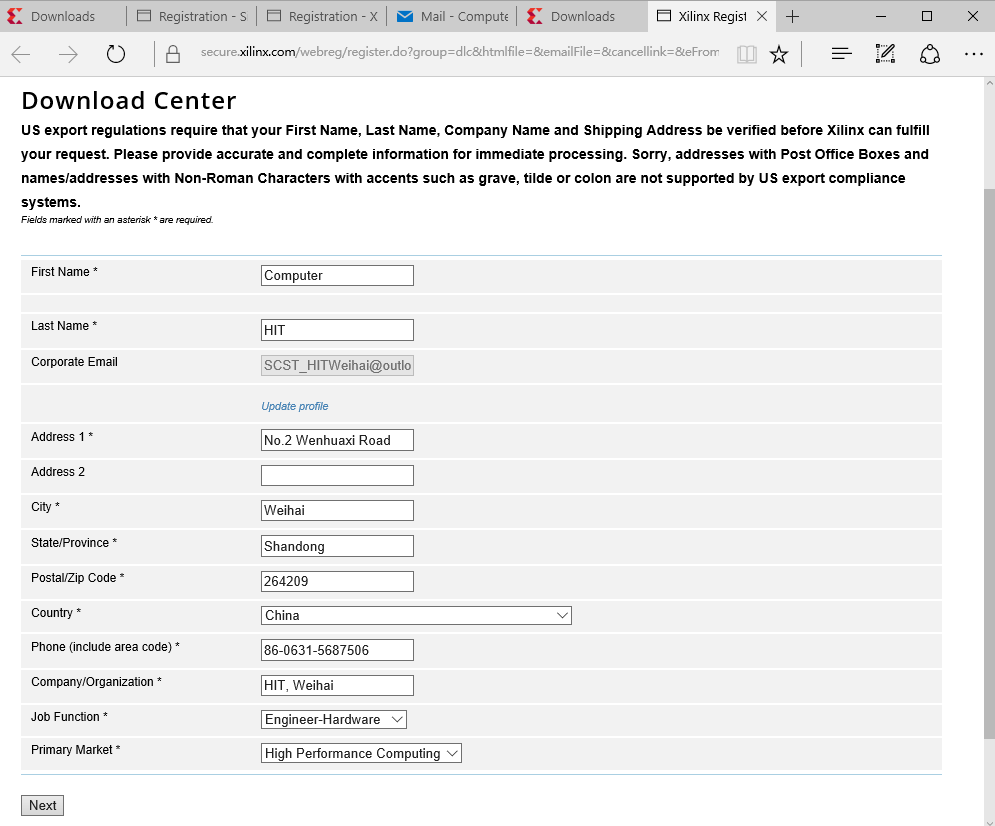 Downloads
Registration - S
Registration - X
Mail - Compute
Downloads
Xilinx Regist
secure.xilinx.com/webreg/register.do?group=dlc&htmlfile=&emailFile=&cancellink=&eFrom
Download Center
US export regulations require that your First Name, Last Name, Company Name and Shipping Address be verified before Xilinx can fulfill
your request. Please provide accurate and complete information for immediate processing. Sorry, addresses with Post Office Boxes and
names/addresses with Non-Roman Characters with accents such as grave, tilde or colon are not supported by US export compliance
systems.
Fields marked with an asterisk * are required.
First Name * Computer
Last Name * HIT
Corporate Email SCST_HITWeihai@outlo
Update profile
Address 1 * No.2 Wenhuaxi Road
Address 2
City * Weihai
State/Province * Shandong
Postal/Zip Code * 264209
Country * China
Phone (include area code) * 86-0631-5687506
Company/Organization * HIT, Weihai
Job Function * Engineer-Hardware
Primary Market * High Performance Computing
Next